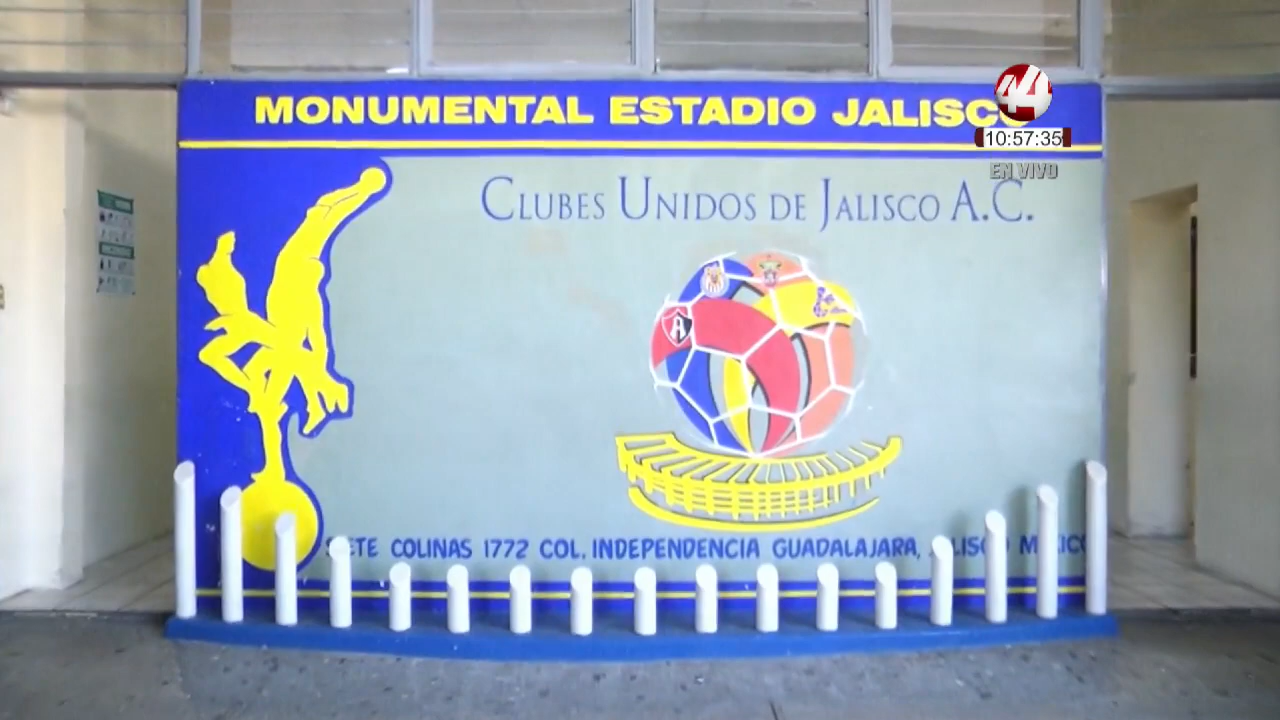 MONUMENTAL ESTADIO JALISCO
44
10:57:35
EN VIVO
CLUBES UNIDOS DE JALISCO A.C.
A
SIETE COLINAS 1772 COL. INDEPENDENCIA GUADALAJARA, JALISCO MEXICO